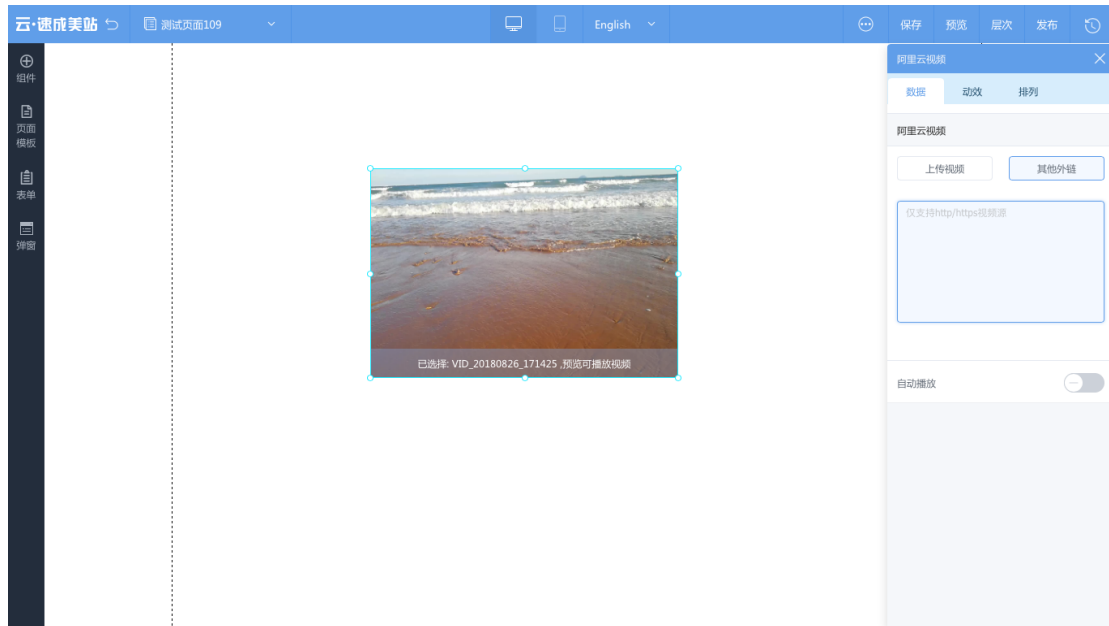 云·速成美站
测试页面109
English
保存
预览
层次
发布
组件
页面
模板
表单
弹窗
已选择: VID_20180826_171425 ,预览可播放视频
阿里云视频
数据
动效
排列
阿里云视频
上传视频
其他外链
仅支持http/https视频源
自动播放